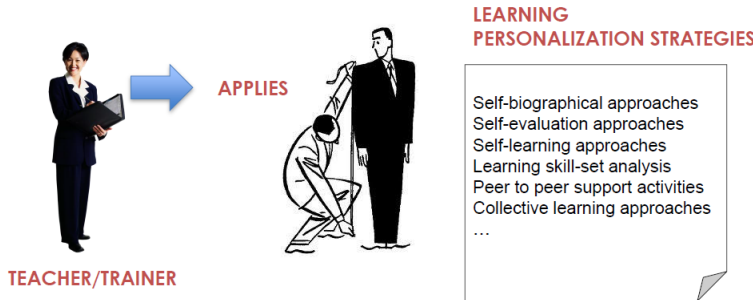 LEARNING
PERSONALIZATION STRATEGIES
APPLIES
Self-biographical approaches
Self-evaluation approaches
Self-learning approaches
Learning skill-set analysis
Peer to peer support activities
Collective learning approaches
…
TEACHER/TRAINER